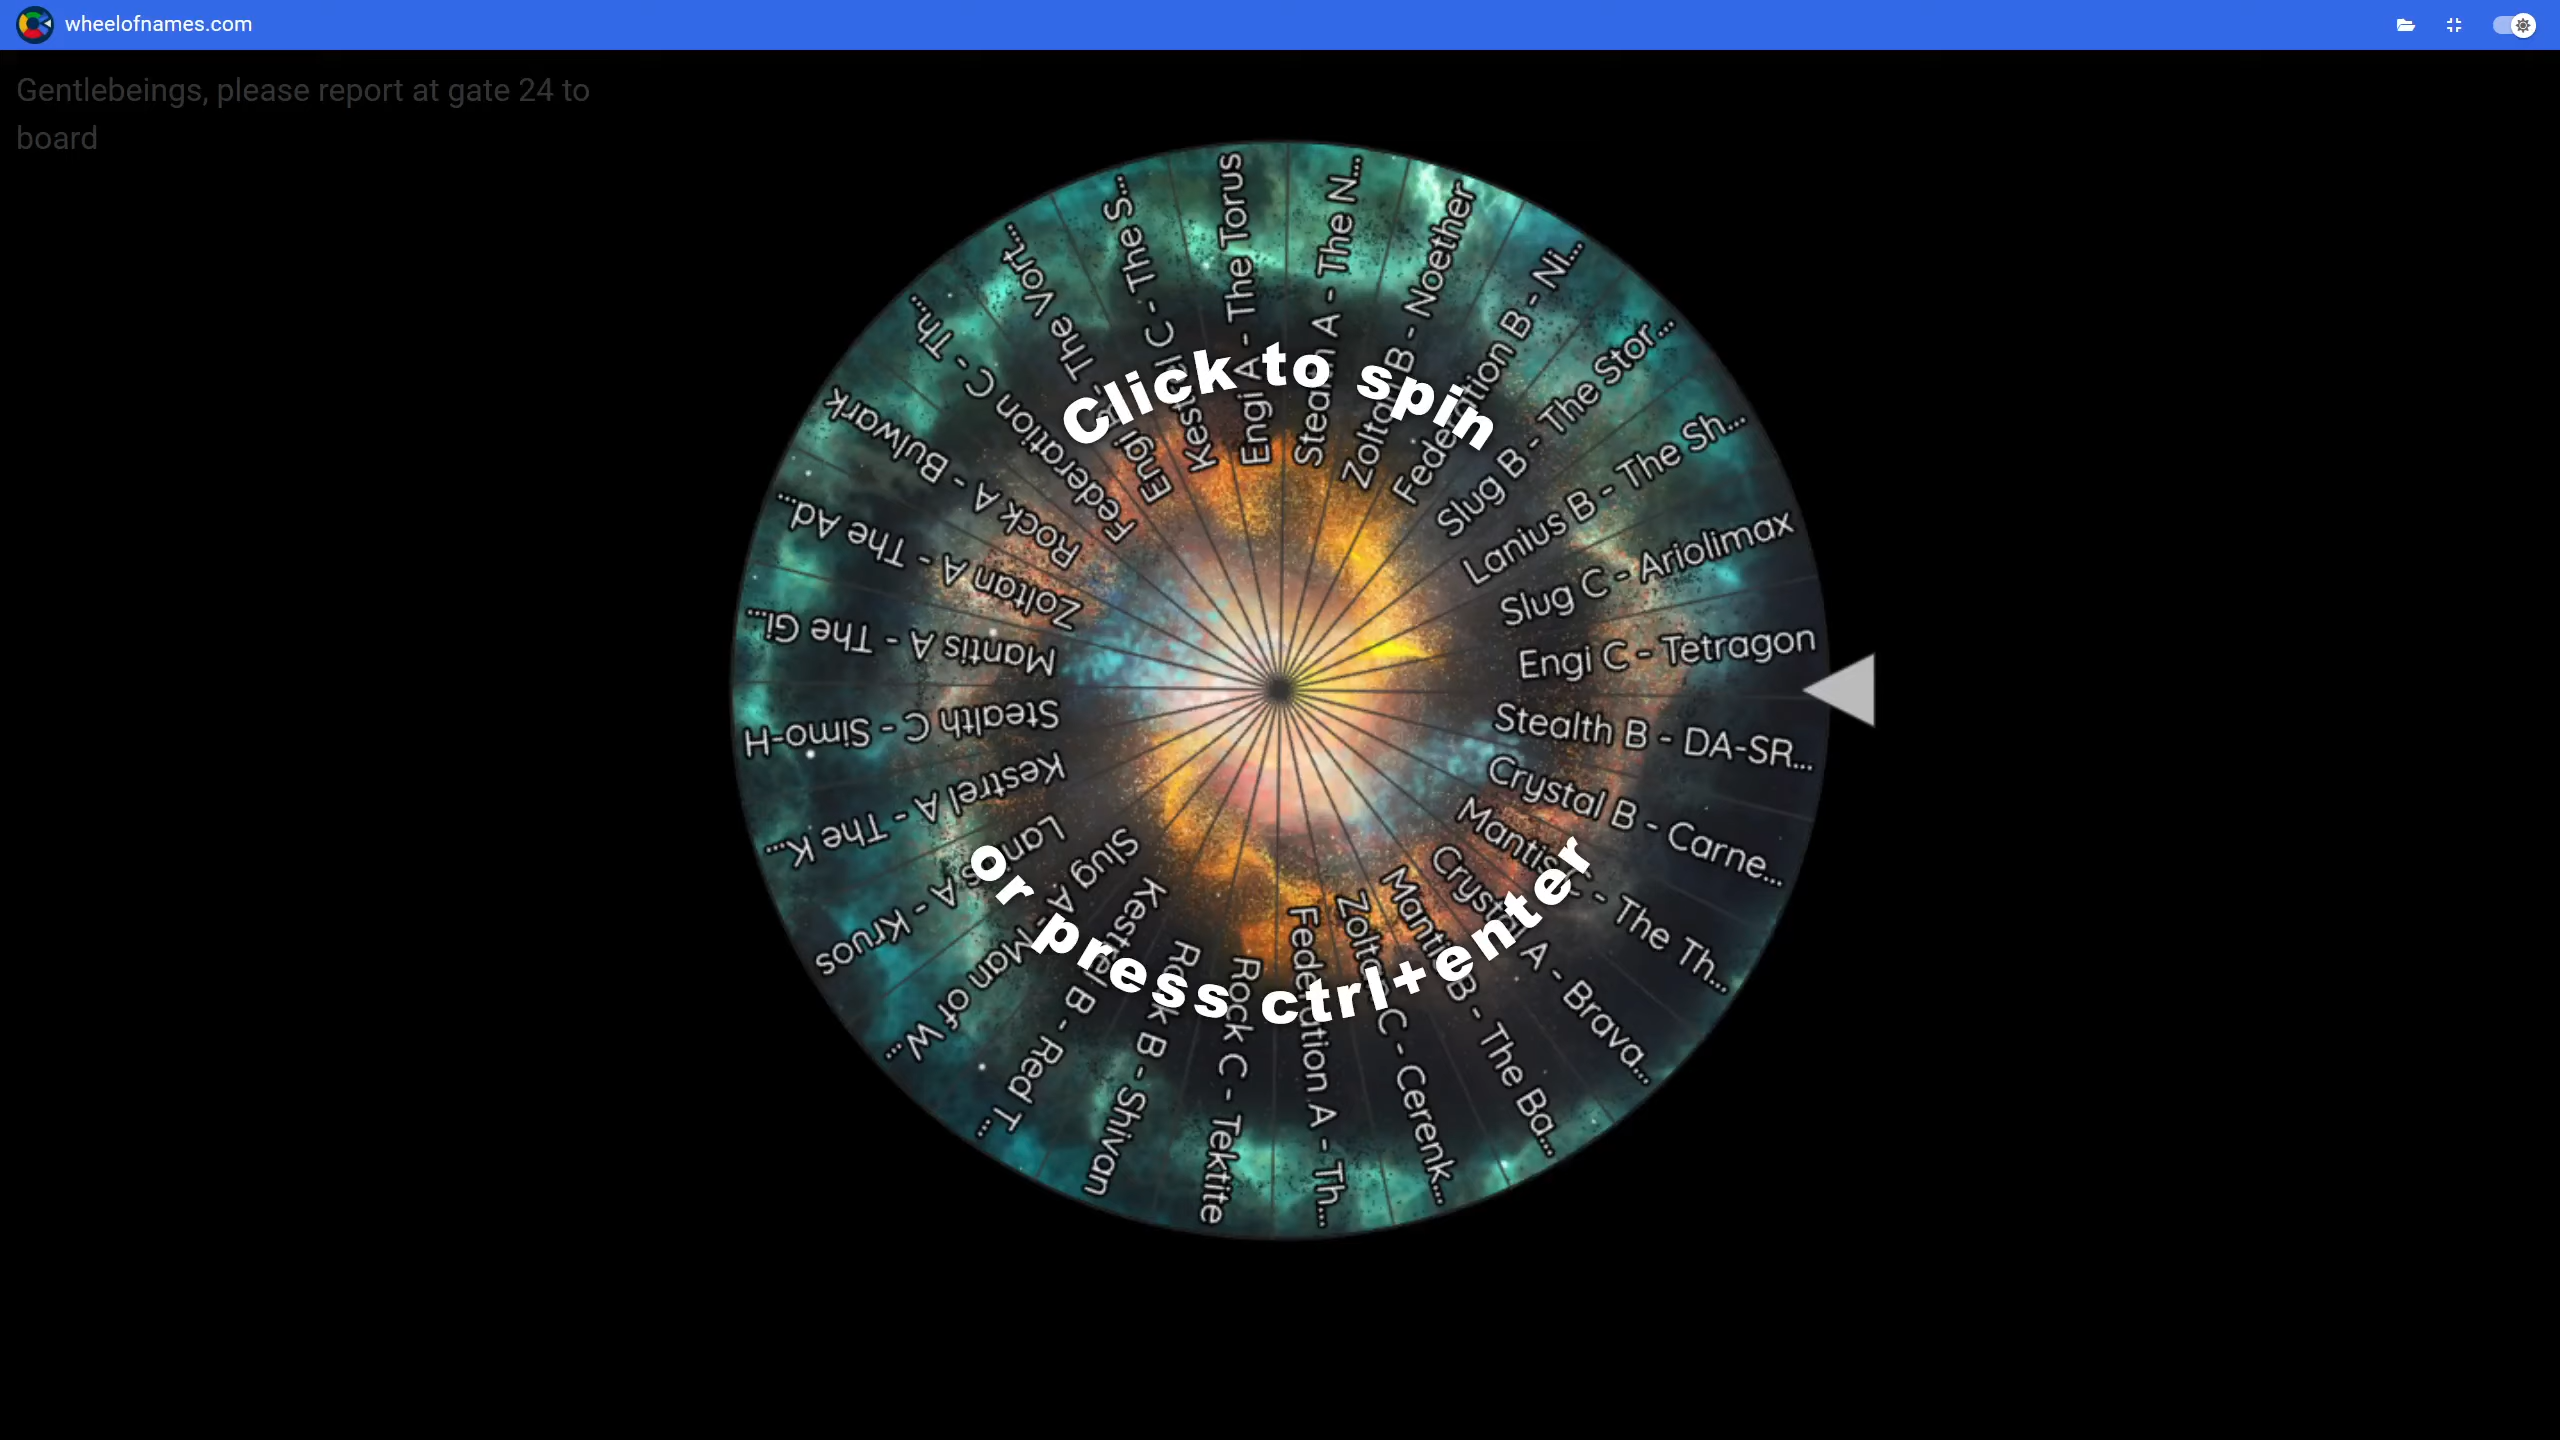 wheelofnames.com
Gentlebeings, please report at gate 24 to
board
Click to spin
or press ctrl+enter
Engi A - The Torus
Stealth A - The N...
Zoltan B - Noether
Federation B - Ni...
Slug B - The Stor...
Lanius B - The Sh...
Slug C - Ariolimax
Engi C - Tetragon
Stealth B - DA-SR...
Crystal B - Carne...
Mantis C - The Th...
Crystal A - Brava...
Mantis B - The Ba...
Zoltan C - Cerenk...
Federation A - Th...
Rock C - Tektite
Rock B - Shivan
Kestrel B - Red T...
Slug A - Man of W...
Lanius A - Kruos
Kestrel A - The K...
Stealth C - Simo-H
Mantis A - The Gi...
Zoltan A - The Ad...
Rock A - Bulwark
Federation C - Th...
Engi B - The Vort...
Kestrel C - The S...